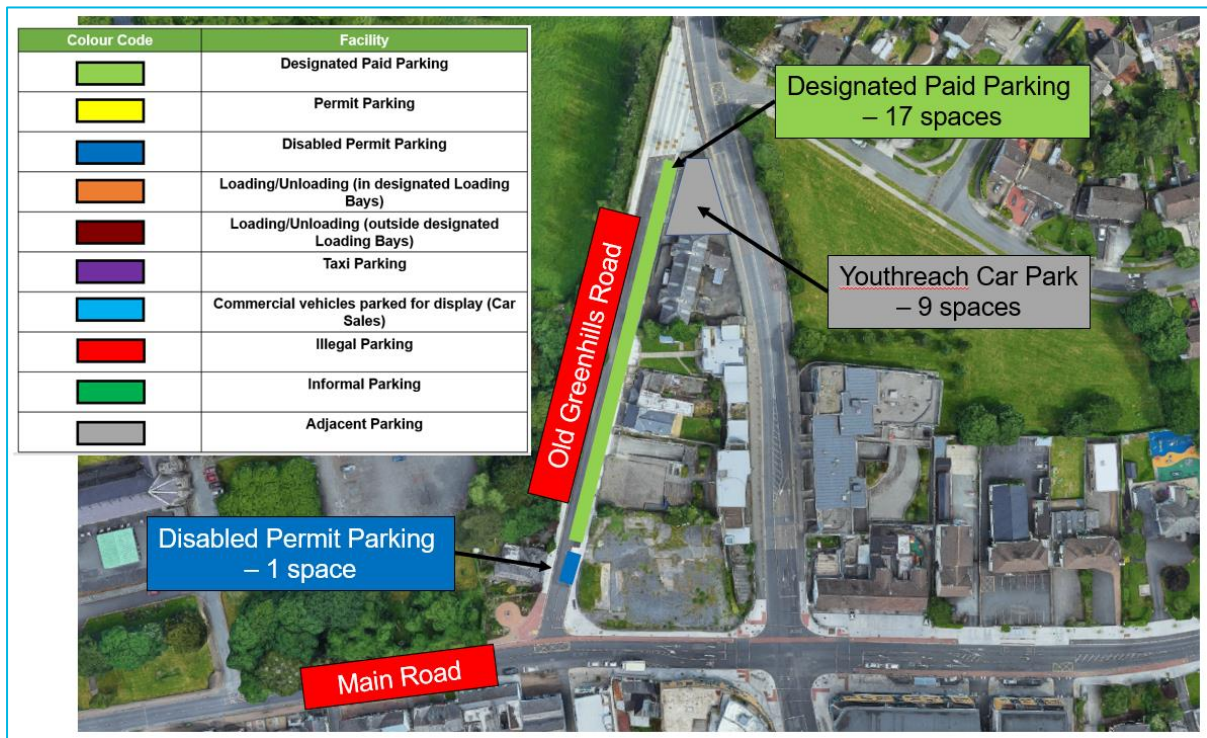 Colour Code Facility
Designated Paid Parking
Permit Parking
Disabled Permit Parking
Loading/Unloading (in designated Loading
Bays)
Loading/Unloading (outside designated
Loading Bays)
Taxi Parking
Commercial vehicles parked for display (Car
Sales)
Illegal Parking
Informal Parking
Adjacent Parking
Designated Paid Parking
– 17 spaces
Youthreach Car Park
– 9 spaces
Old Greenhills Road
Disabled Permit Parking
– 1 space
Main Road